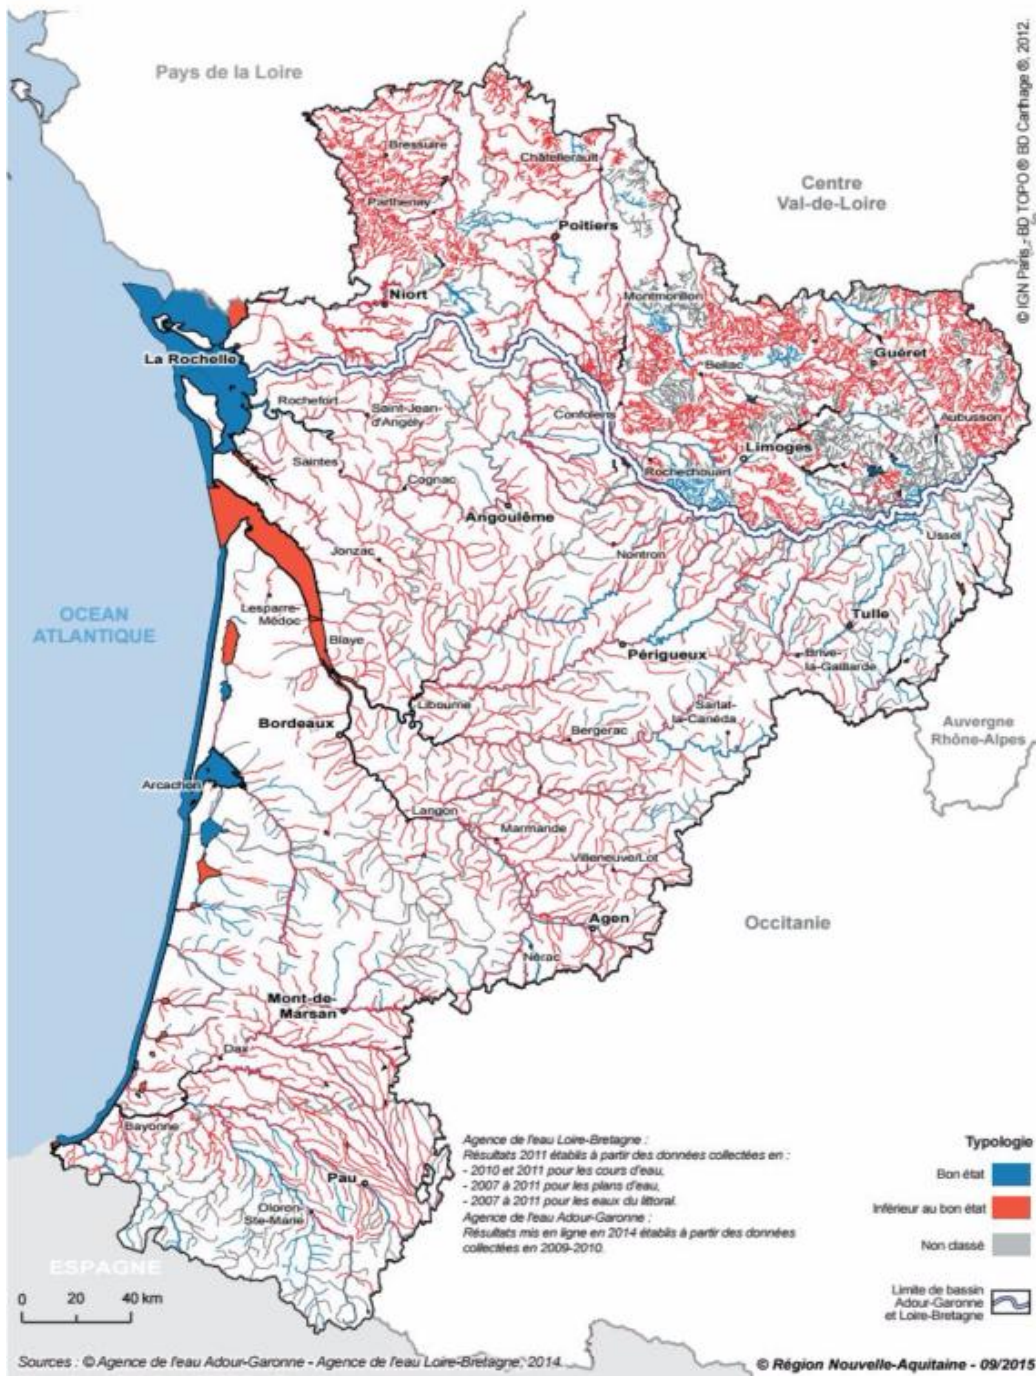 Pays de la Loire
© IGN Paris - BD TOPO ® BD Carthage ®, 2012.
Bressuire
Châtellerault
Centre
Val-de-Loire
Parthenay
Poitiers
Niort
Montmorillon
La Rochelle
Guéret
Bellac
Rochefort
Saint-Jean-
d'Angély
Confolens
Aubusson
Limoges
Saintes
Rochechouart
Cognac
Angoulême
Ussel
Jonzac
Nontron
OCEAN
ATLANTIQUE
Lesparre-
Médoc
Tulle
Blaye
Périgueux
Brive-
la-Gaillarde
Libourne
Sarlat-
la-Canéda
Bordeaux
Bergerac
Auvergne
Rhône-Alpes
Arcachon
Langon
Marmande
Villeneuve/Lot
Occitanie
Agen
Nérac
Mont-de-
Marsan
Dax
Bayonne
Pau
Oloron-
Ste-Marie
ESPAGNE
Agence de l'eau Loire-Bretagne :
Résultats 2011 établis à partir des données collectées en :
- 2010 et 2011 pour les cours d'eau,
- 2007 à 2011 pour les plans d'eau,
- 2007 à 2011 pour les eaux du littoral.
Agence de l'eau Adour-Garonne :
Résultats mis en ligne en 2014 établis à partir des données
collectées en 2009-2010.
Typologie
Bon état
Inférieur au bon état
Non classé
Limite de bassin
Adour-Garonne
et Loire-Bretagne
0 20 40 km
Sources : © Agence de l'eau Adour-Garonne - Agence de l'eau Loire-Bretagne, 2014
© Région Nouvelle-Aquitaine - 09/2015